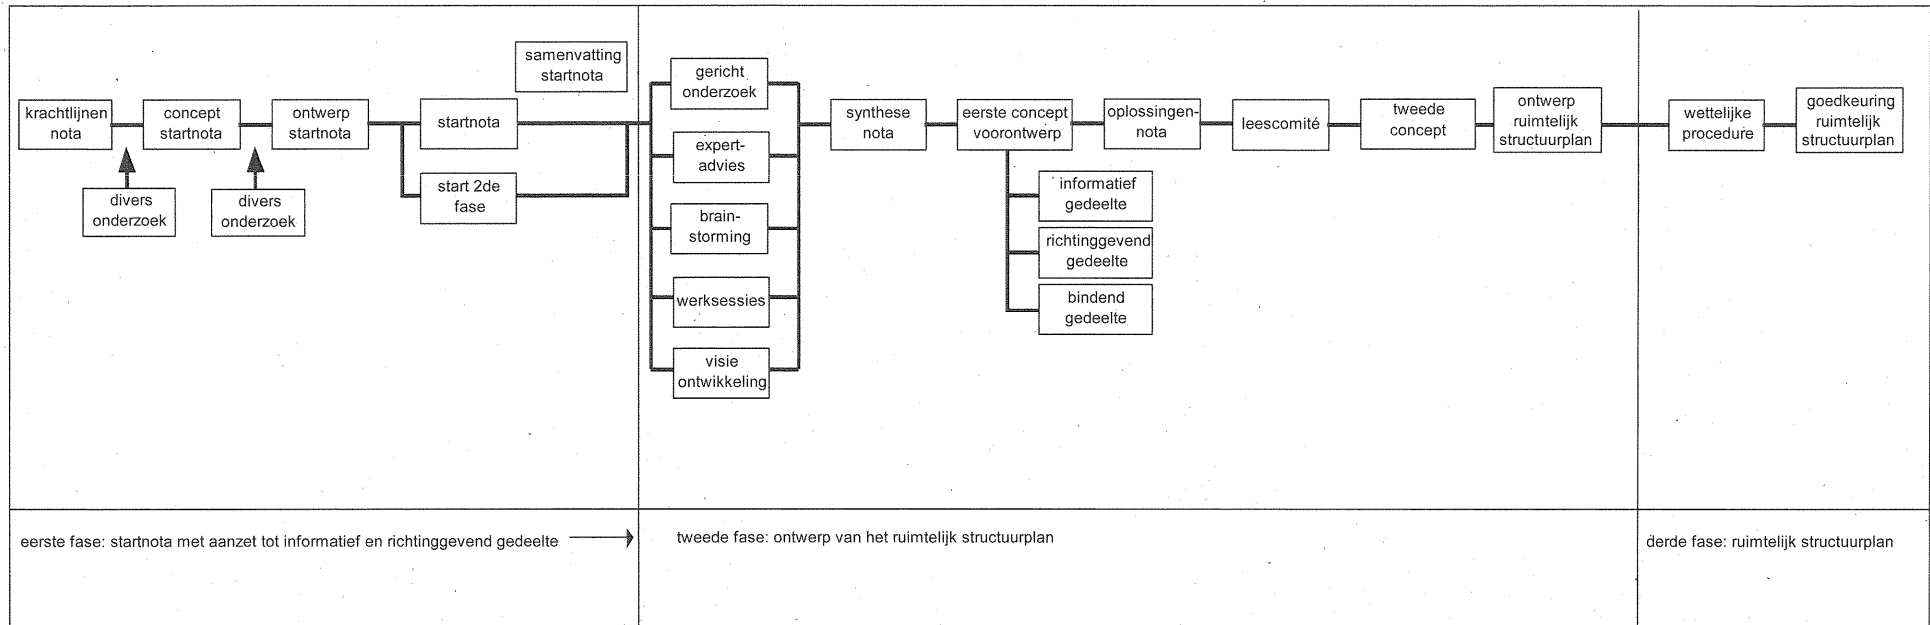 samenvatting
startnota
krachtlijnen
nota
concept
startnota
ontwerp
startnota
startnota
start 2de
fase
divers
onderzoek
divers
onderzoek
gericht
onderzoek
expert-
advies
brain-
storming
werksessies
visie
ontwikkeling
synthese
nota
eerste concept
voorontwerp
informatief
gedeelte
richtinggevend
gedeelte
bindend
gedeelte
oplossingen-
nota
leescomité
tweede
concept
ontwerp
ruimtelijk
structuurplan
wettelijke
procedure
goedkeuring
ruimtelijk
structuurplan
eerste fase: startnota met aanzet tot informatief en richtinggevend gedeelte
tweede fase: ontwerp van het ruimtelijk structuurplan
derde fase: ruimtelijk structuurplan